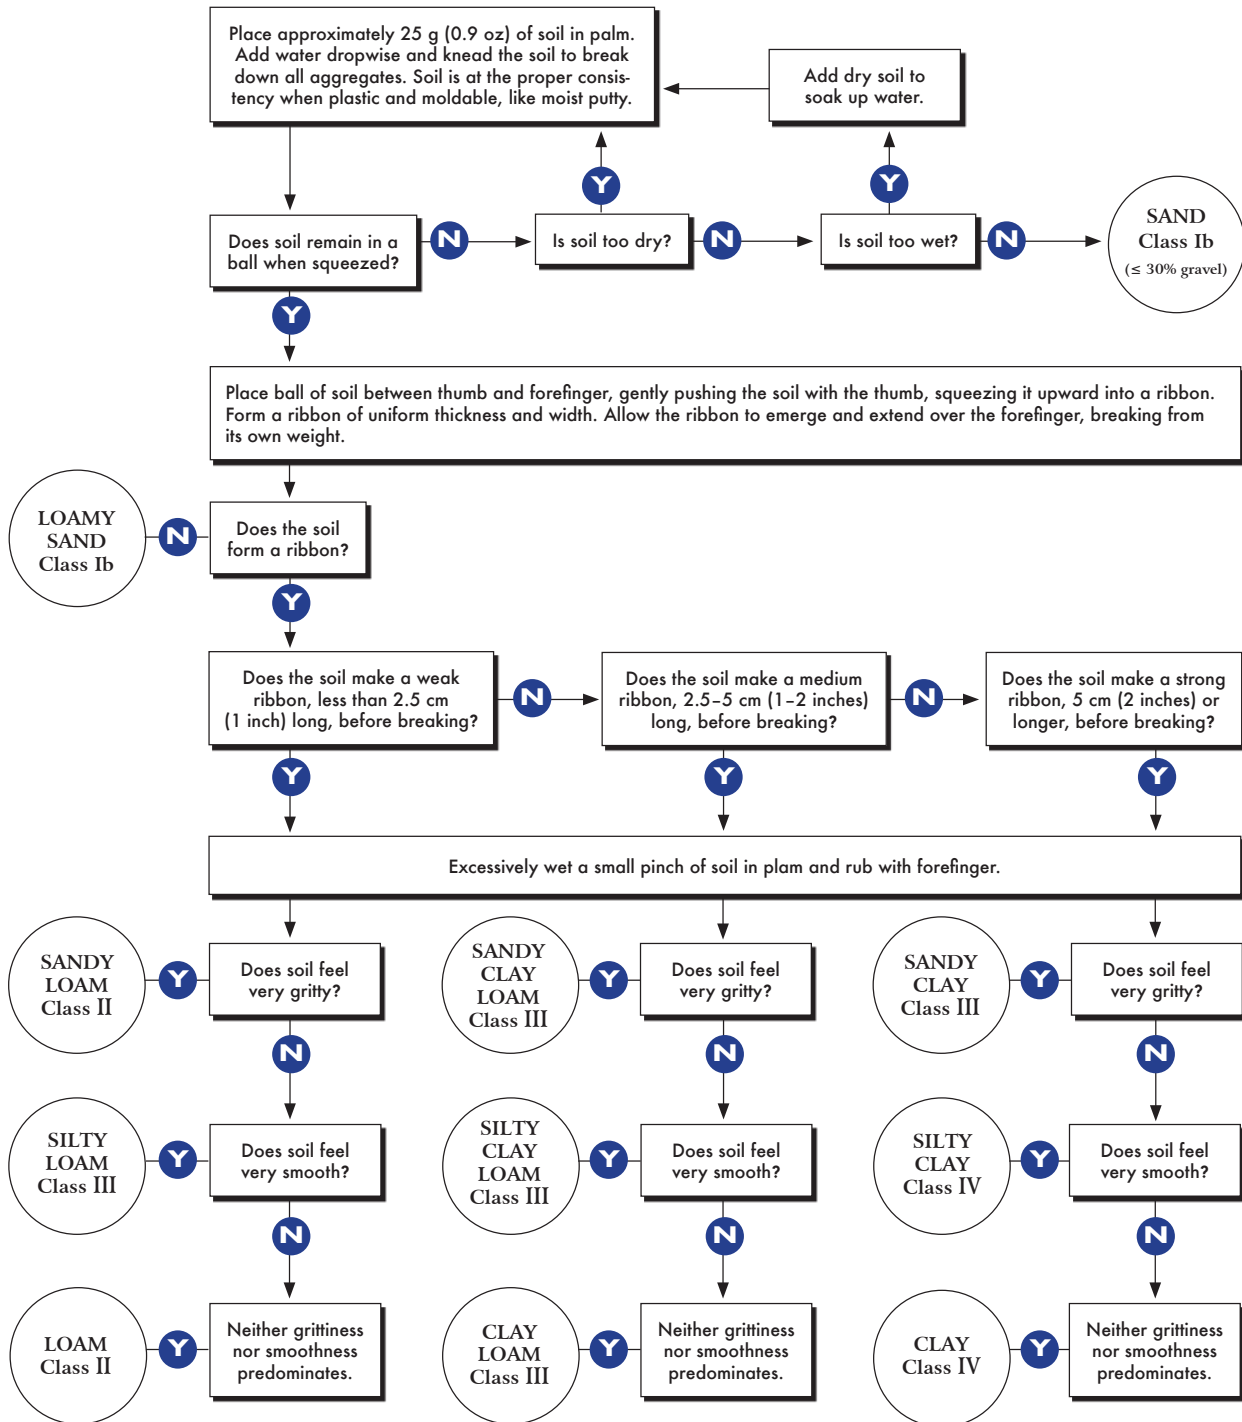 Place approximately 25 g (0.9 oz) of soil in palm.
Add water dropwise and knead the soil to break
down all aggregates. Soil is at the proper consis-
tency when plastic and moldable, like moist putty.
Add dry soil to
soak up water.
Y
Y
Does soil remain in a
ball when squeezed?
N
Is soil too dry?
N
Is soil too wet?
N
SAND
Class Ib
(≤ 30% gravel)
Y
Place ball of soil between thumb and forefinger, gently pushing the soil with the thumb, squeezing it upward into a ribbon.
Form a ribbon of uniform thickness and width. Allow the ribbon to emerge and extend over the forefinger, breaking from
its own weight.
LOAMY
SAND
Class Ib
N
Does the soil
form a ribbon?
Y
Does the soil make a weak
ribbon, less than 2.5 cm
(1 inch) long, before breaking?
N
Does the soil make a medium
ribbon, 2.5–5 cm (1–2 inches)
long, before breaking?
N
Does the soil make a strong
ribbon, 5 cm (2 inches) or
longer, before breaking?
Y
Y
Y
Excessively wet a small pinch of soil in plam and rub with forefinger.
SANDY
LOAM
Class II
Y
Does soil feel
very gritty?
SANDY
CLAY
LOAM
Class III
Y
Does soil feel
very gritty?
SANDY
CLAY
Class III
Y
Does soil feel
very gritty?
N
N
N
SILTY
LOAM
Class III
Y
Does soil feel
very smooth?
SILTY
CLAY
LOAM
Class III
Y
Does soil feel
very smooth?
SILTY
CLAY
Class IV
Y
Does soil feel
very smooth?
N
N
N
LOAM
Class II
Y
Neither grittiness
nor smoothness
predominates.
CLAY
LOAM
Class III
Y
Neither grittiness
nor smoothness
predominates.
CLAY
Class IV
Y
Neither grittiness
nor smoothness
predominates.